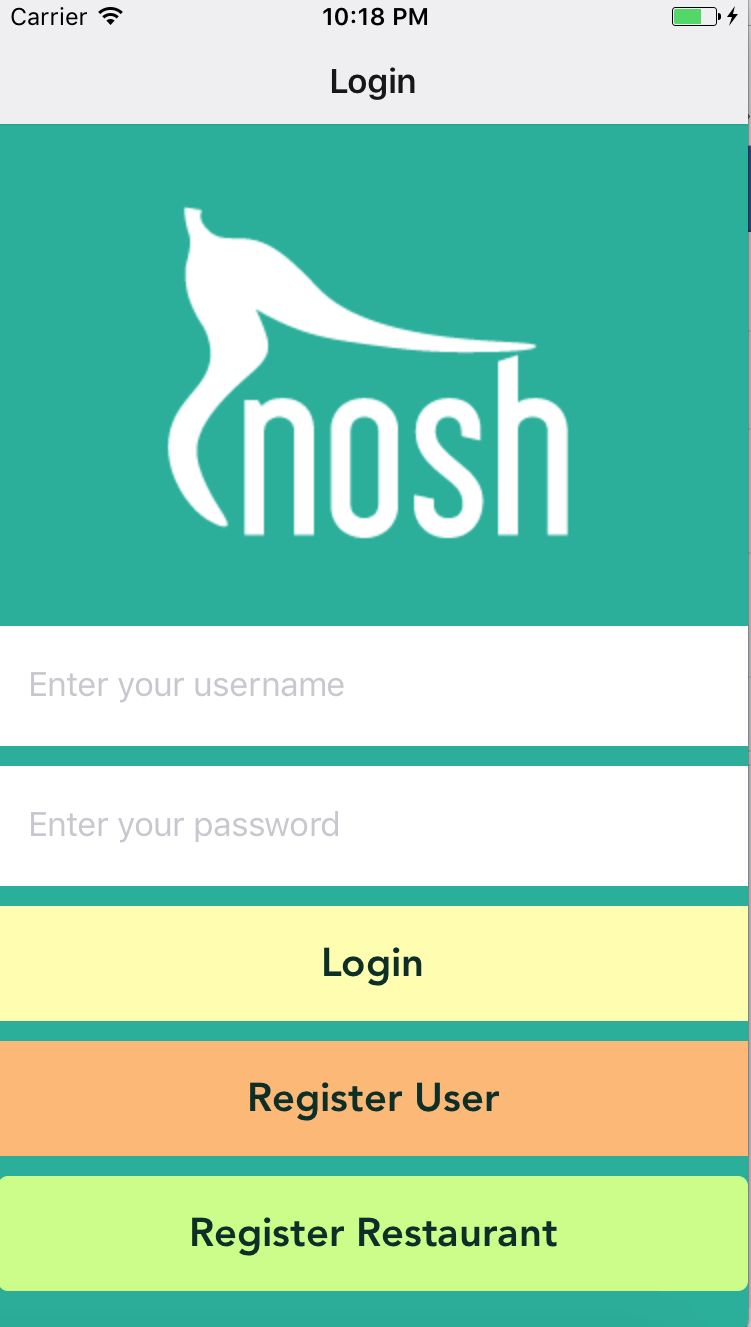 Carrier 10:18 PM
Login
nosh
Enter your username
Enter your password
Login
Register User
Register Restaurant